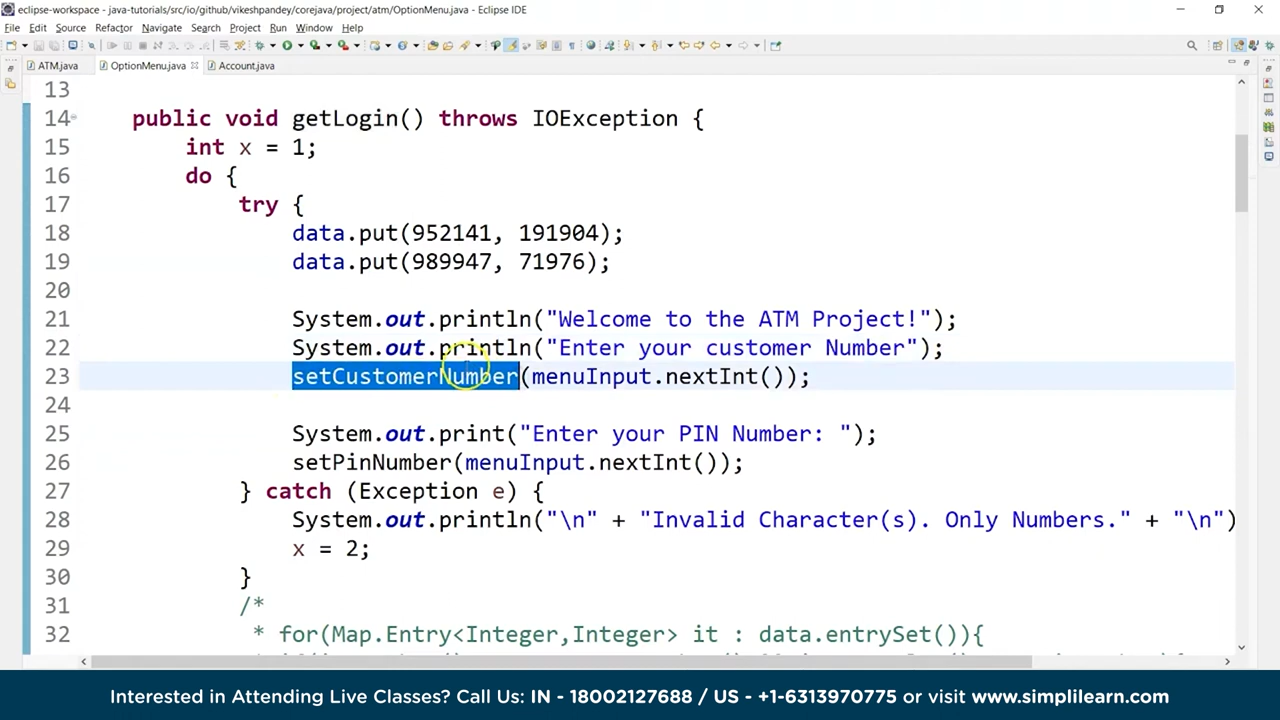 eclipse-workspace - java-tutorials/src/io/github/vikeshpandey/corejava/project/atm/OptionMenu.java - Eclipse IDE
File Edit Source Refactor Navigate Search Project Run Window Help
ATM.java OptionMenu.java Account.java
13
14 public void getLogin() throws IOException {
15 int x = 1;
16 do {
17 try {
18 data.put(952141, 191904);
19 data.put(989947, 71976);
20
21 System.out.println("Welcome to the ATM Project!");
22 System.out.println("Enter your customer Number");
23 setCustomerNumber(menuInput.nextInt());
24
25 System.out.print("Enter your PIN Number: ");
26 setPinNumber(menuInput.nextInt());
27 } catch (Exception e) {
28 System.out.println("\n" + "Invalid Character(s). Only Numbers." + "\n")
29 x = 2;
30 }
31 /*
32 * for(Map.Entry<Integer,Integer> it : data.entrySet()){
Interested in Attending Live Classes? Call Us: IN - 18002127688 / US - +1-6313970775 or visit www.simplilearn.com